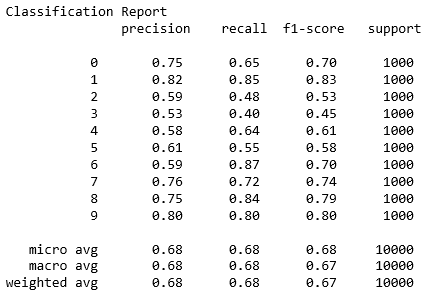 Classification Report
precision recall f1-score support
0 0.75 0.65 0.70 1000
1 0.82 0.85 0.83 1000
2 0.59 0.48 0.53 1000
3 0.53 0.40 0.45 1000
4 0.58 0.64 0.61 1000
5 0.61 0.55 0.58 1000
6 0.59 0.87 0.70 1000
7 0.76 0.72 0.74 1000
8 0.75 0.84 0.79 1000
9 0.80 0.80 0.80 1000
micro avg 0.68 0.68 0.68 10000
macro avg 0.68 0.68 0.67 10000
weighted avg 0.68 0.68 0.67 10000